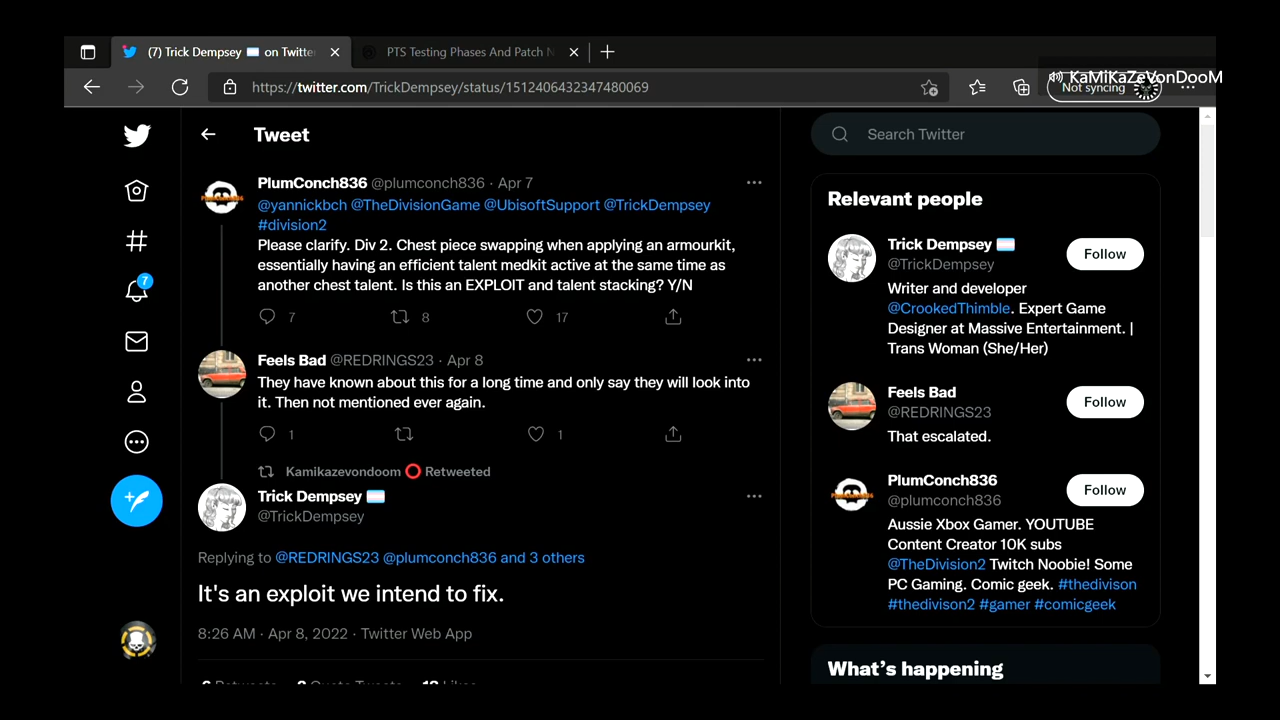 (7) Trick Dempsey on Twitte
PTS Testing Phases And Patch N
https://twitter.com/TrickDempsey/status/1512406432347480069
KaMiKaZeVonDooM
Not syncing
Tweet
Search Twitter
PlumConch836 @plumconch836 · Apr 7
@yannickbch @TheDivisionGame @UbisoftSupport @TrickDempsey
#division2
Please clarify. Div 2. Chest piece swapping when applying an armourkit,
essentially having an efficient talent medkit active at the same time as
another chest talent. Is this an EXPLOIT and talent stacking? Y/N
7 8 17
Feels Bad @REDRINGS23 · Apr 8
They have known about this for a long time and only say they will look into
it. Then not mentioned ever again.
1 1
Kamikazevondoom ⭕ Retweeted
Trick Dempsey
@TrickDempsey
Replying to @REDRINGS23 @plumconch836 and 3 others
It's an exploit we intend to fix.
8:26 AM · Apr 8, 2022 · Twitter Web App
6 Retweets 2 Quote Tweets 18 Likes
7
Relevant people
Trick Dempsey
@TrickDempsey
Follow
Writer and developer
@CrookedThimble. Expert Game
Designer at Massive Entertainment. |
Trans Woman (She/Her)
Feels Bad
@REDRINGS23
Follow
That escalated.
PlumConch836
@plumconch836
Follow
Aussie Xbox Gamer. YOUTUBE
Content Creator 10K subs
@TheDivision2 Twitch Noobie! Some
PC Gaming. Comic geek. #thedivison
#thedivison2 #gamer #comicgeek
What's happening